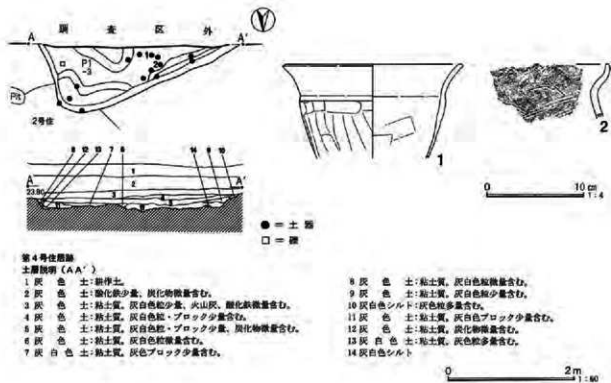 調 査 区 外
A A'
1
2
P1
-3
Pit
2号住
8 12 13 7 6 14 9 10
A A'
23.80
1
2
3
4
5
● = 土 器
□ = 礫
1
2
0 10 cm
1:4
第4号住居跡
土層説明 (AA')
1 灰 色 土:耕作土。
2 灰 色 土:酸化鉄少量、炭化物微量含む。
3 灰 色 土:粘土質。灰白色粒少量、火山灰、酸化鉄微量含む。
4 灰 色 土:粘土質。灰白色粒・ブロック少量含む。
5 灰 色 土:粘土質。灰白色粒・ブロック少量、炭化物微量含む。
6 灰 色 土:粘土質。灰白色粒微量含む。
7 灰 白 色 土:粘土質。灰色ブロック少量含む。
8 灰 色 土:粘土質。灰白色粒微量含む。
9 灰 色 土:粘土質。灰白色粒少量含む。
10 灰白色シルト:灰色粒多量含む。
11 灰 色 土:粘土質。灰白色ブロック少量含む。
12 灰 色 土:粘土質。炭化物微量含む。
13 灰 白 色 土:粘土質。灰色粒多量含む。
14 灰白色シルト
0 2 m
1:60